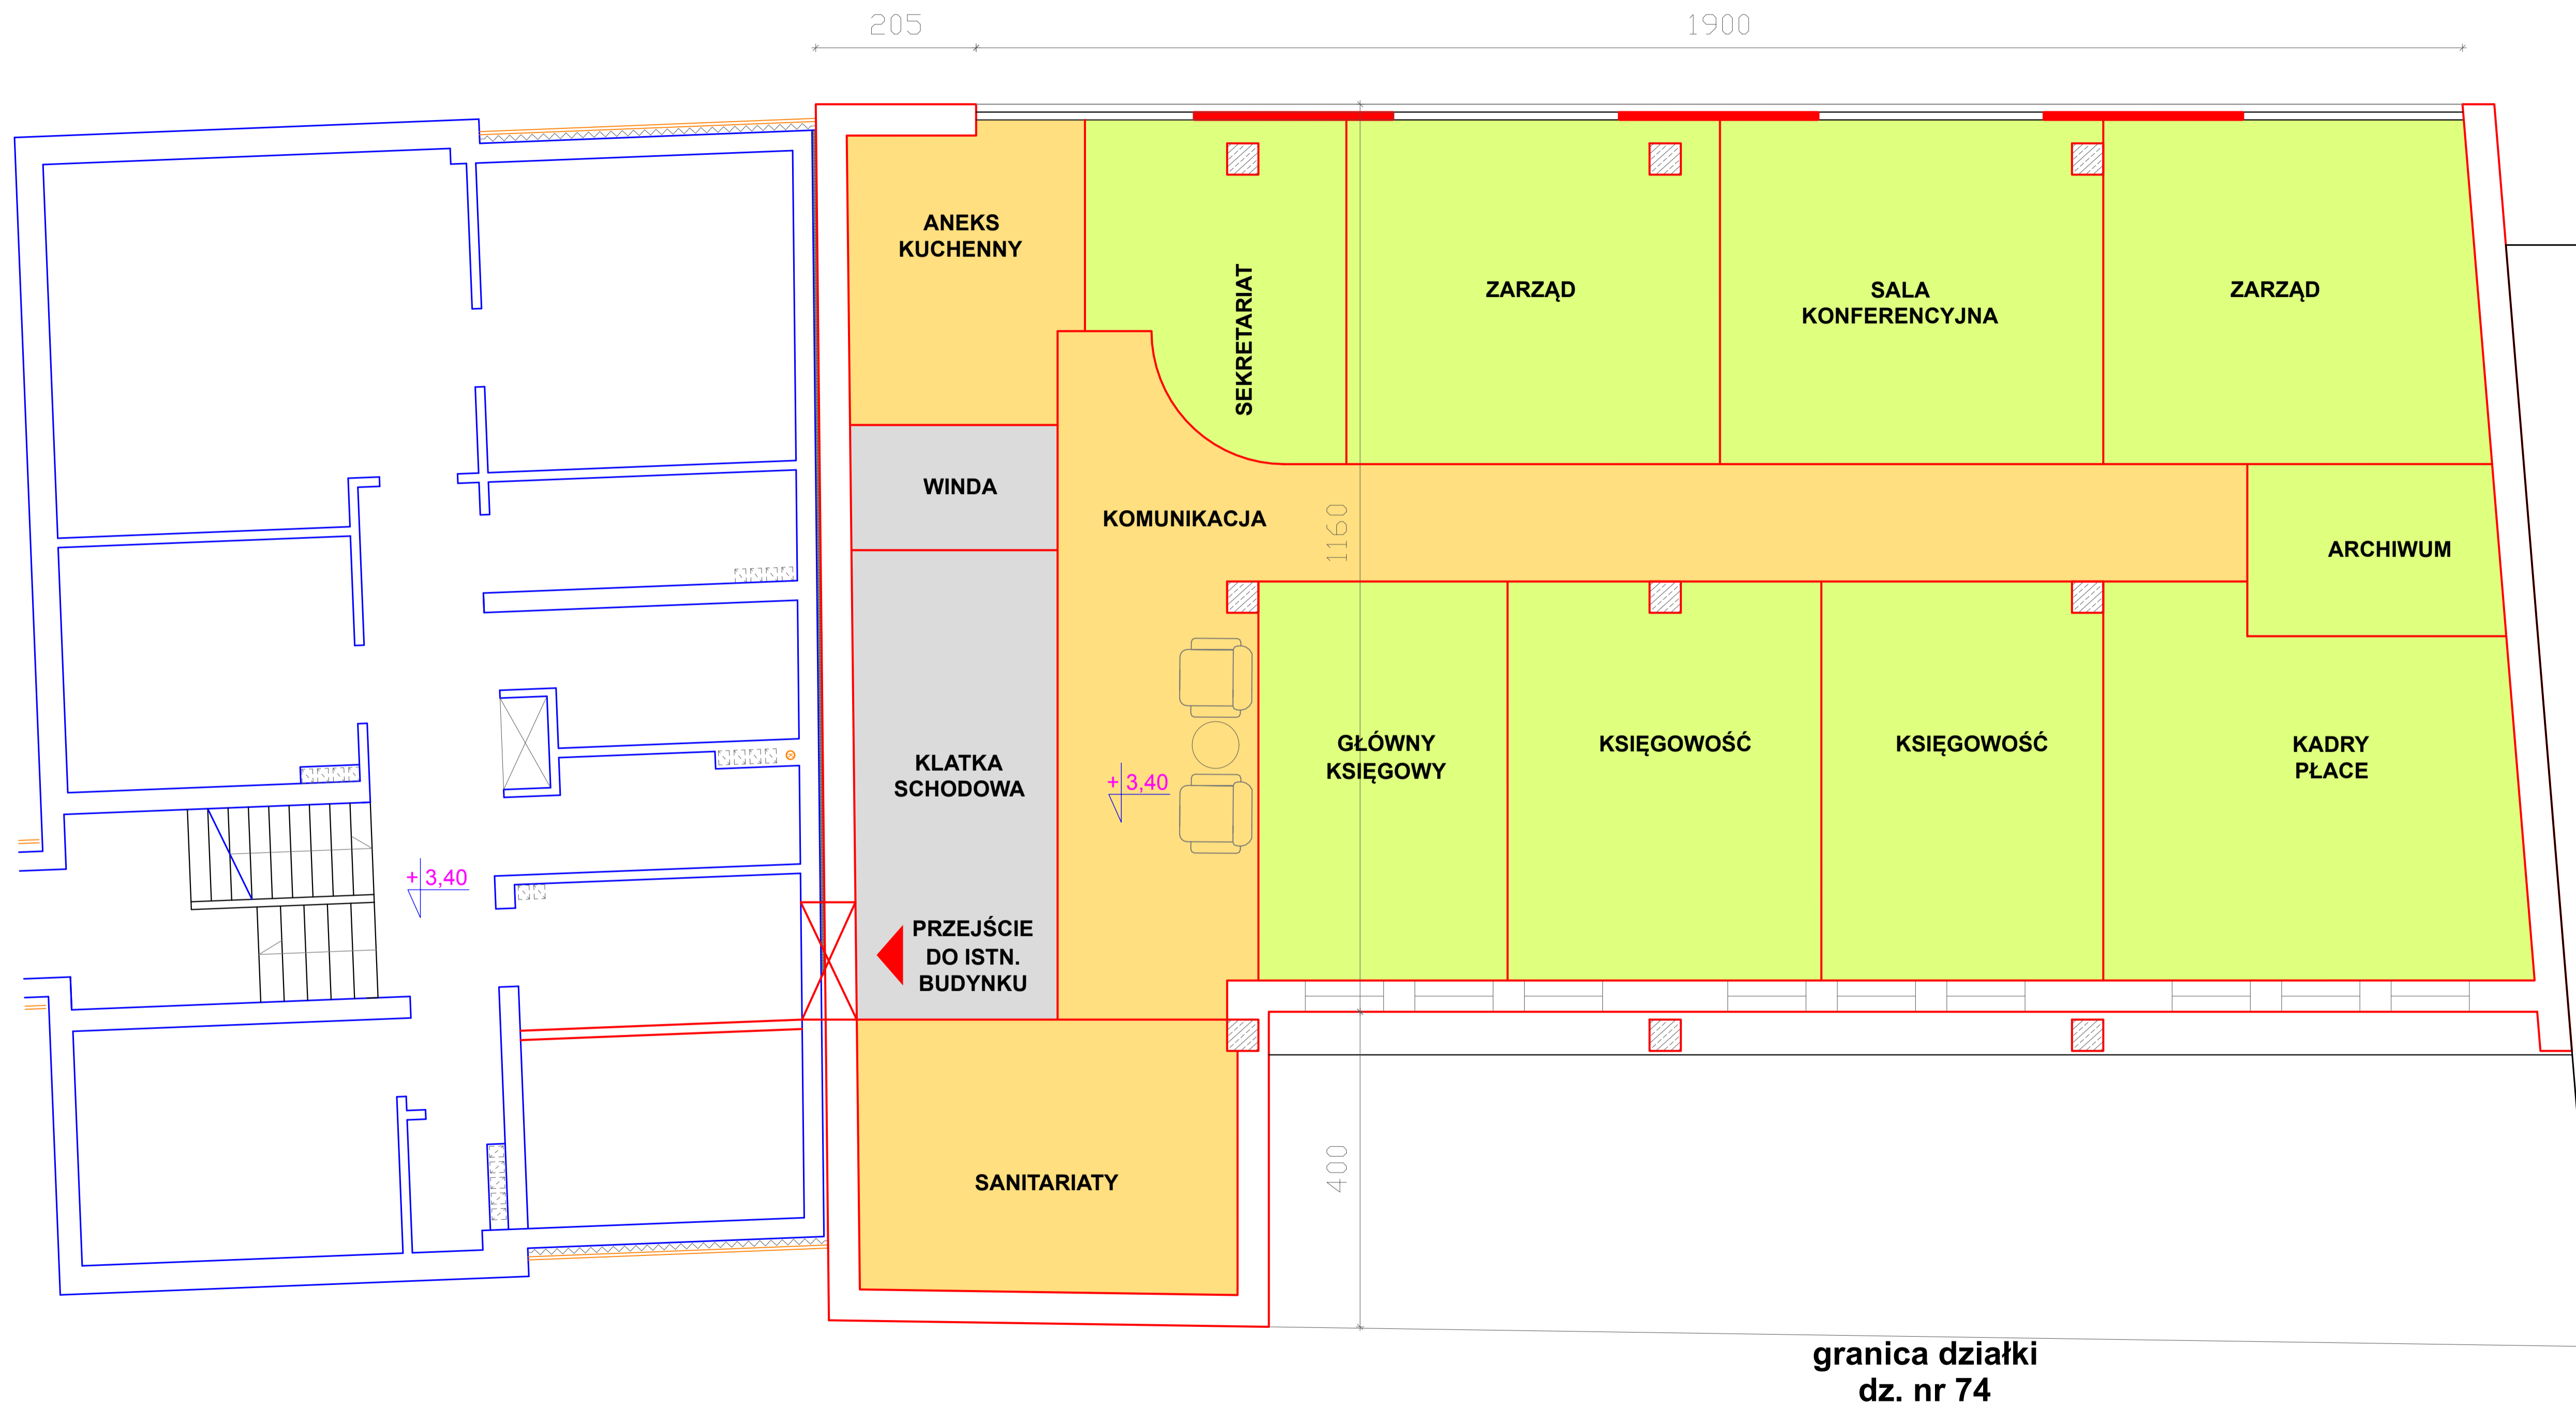 205
1900
ANEKS
KUCHENNY
SEKRETARIAT
ZARZĄD
SALA
KONFERENCYJNA
ZARZĄD
WINDA
KOMUNIKACJA
1160
ARCHIWUM
KLATKA
SCHODOWA
+ 3,40
GŁÓWNY
KSIĘGOWY
KSIĘGOWOŚĆ
KSIĘGOWOŚĆ
KADRY
PŁACE
+ 3,40
PRZEJŚCIE
DO ISTN.
BUDYNKU
SANITARIATY
400
granica działki
dz. nr 74